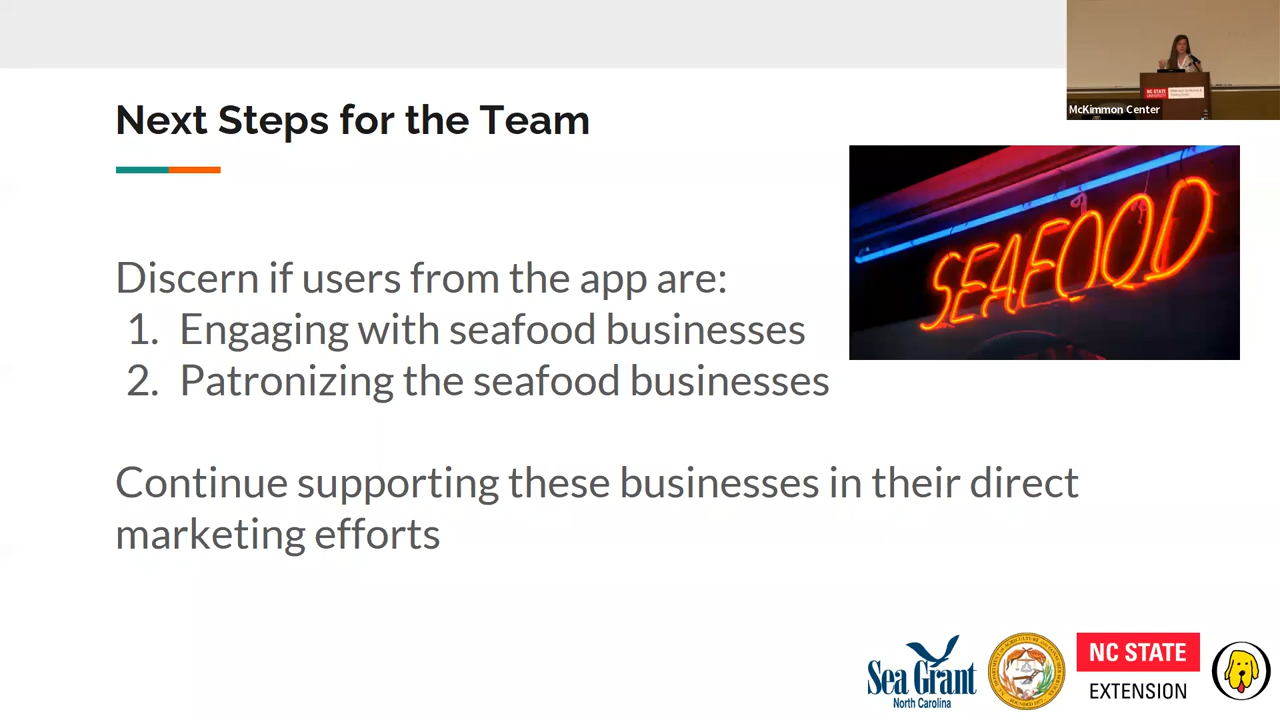 Next Steps for the Team
NC STATE
McKimmon Center
SEAFOOD
Discern if users from the app are:
1. Engaging with seafood businesses
2. Patronizing the seafood businesses
Continue supporting these businesses in their direct
marketing efforts
Sea Grant
North Carolina
NC STATE
EXTENSION